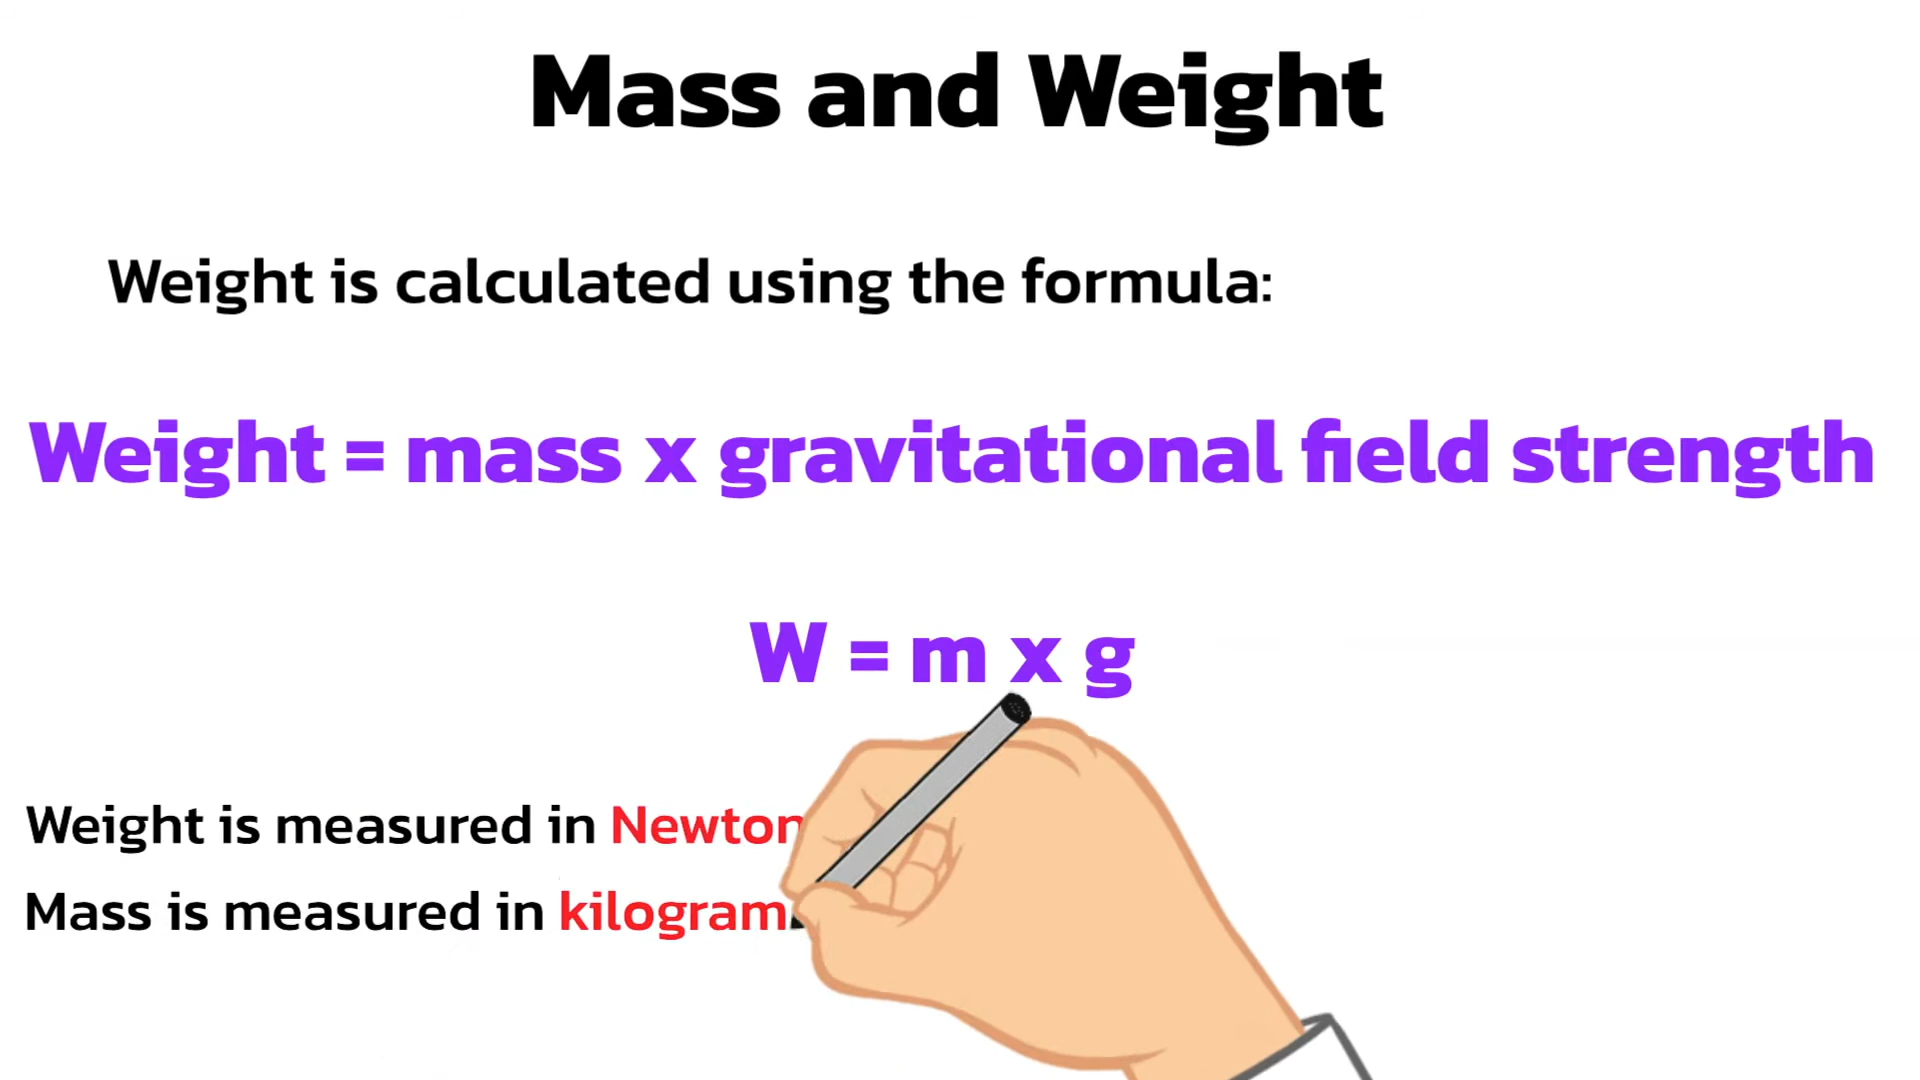 Mass and Weight
Weight is calculated using the formula:
Weight = mass x gravitational field strength
W = m x g
Weight is measured in Newton
Mass is measured in kilogram